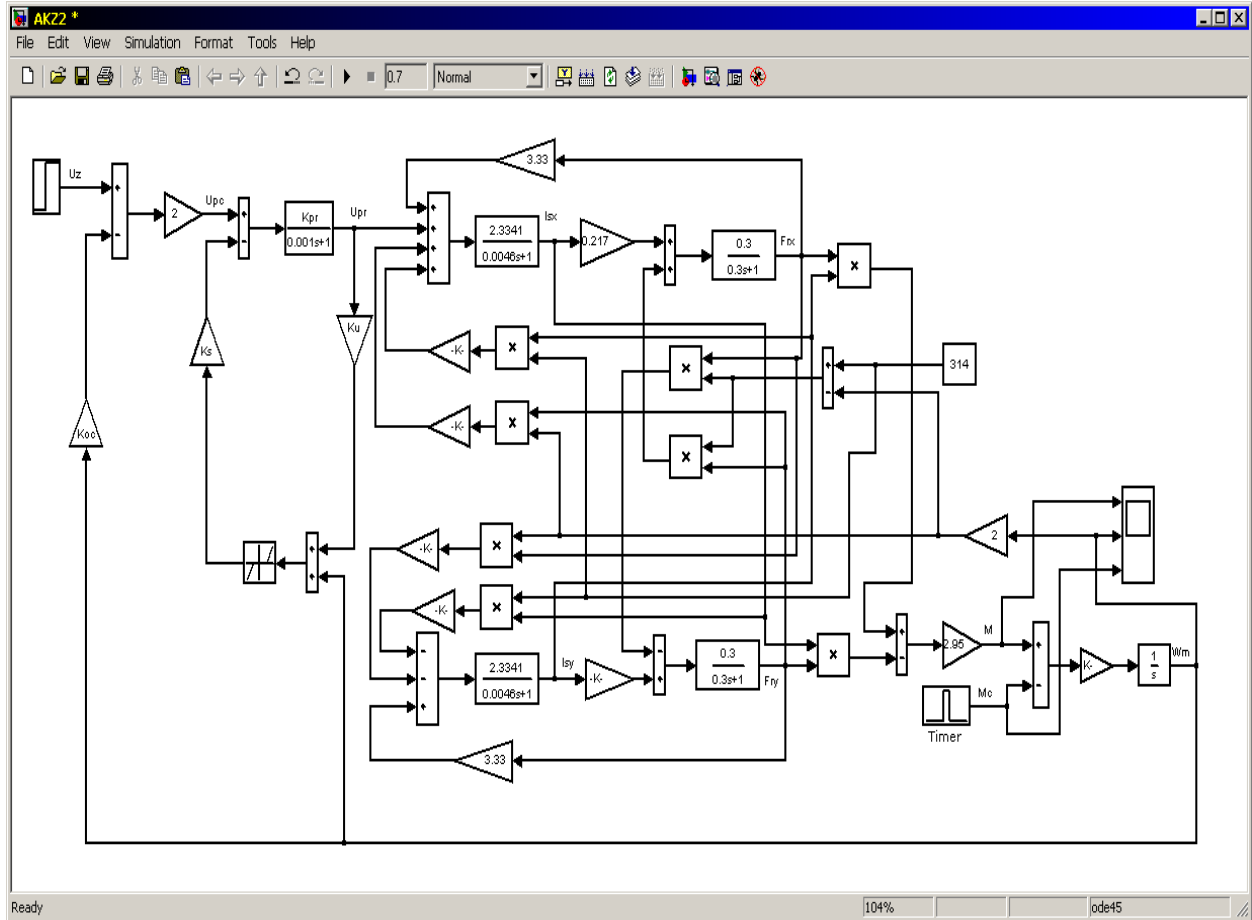 AKZ2 *
File Edit View Simulation Format Tools Help
0.7 Normal
3.33
Uz
2
Upc
Kpr
0.001s+1
Upr
2.3341
0.0046s+1
Isx
0.217
0.3
0.3s+1
Frx
×
Ku
Ks
-K-
×
×
314
Koc
-K-
×
×
-K-
×
2
-K-
×
2.3341
0.0046s+1
Isy
-K-
0.3
0.3s+1
Fry
×
2.95
M
K-
1
s
Wm
Mc
Timer
3.33
Ready 104% ode45